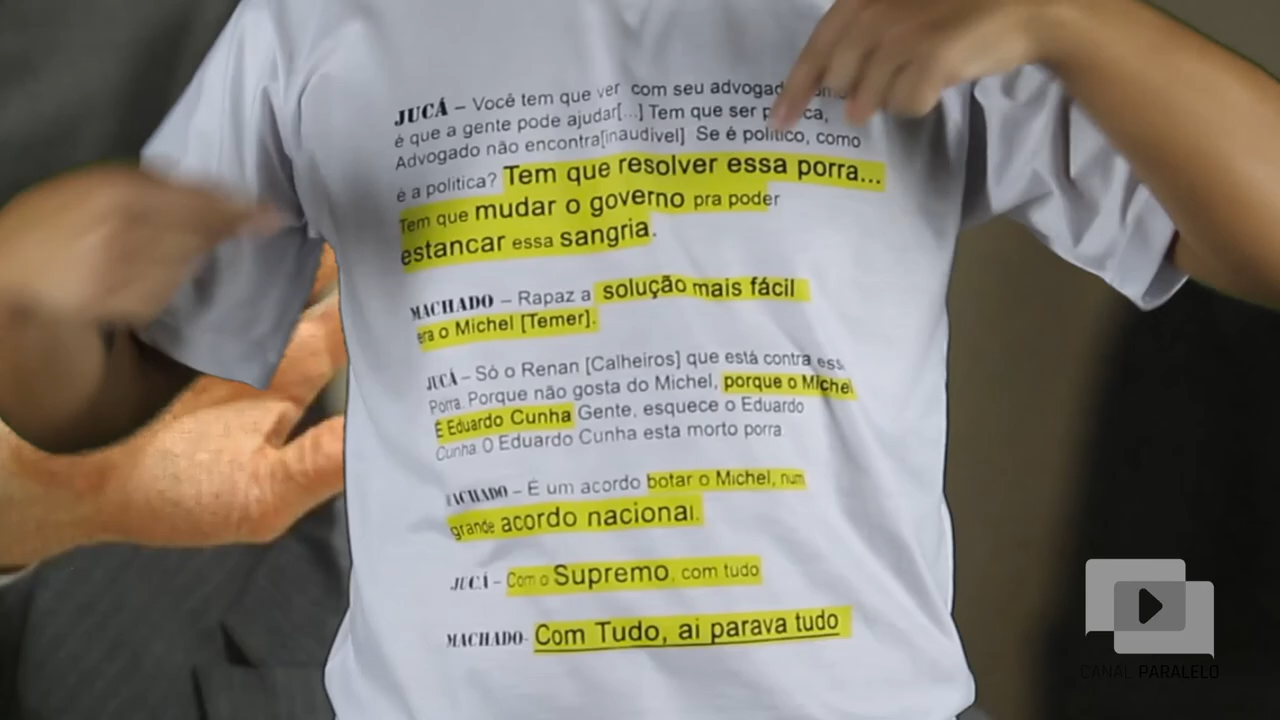 JUCÁ – Você tem que ver com seu advogado
é que a gente pode ajudar[...] Tem que ser política,
Advogado não encontra[inaudível] Se é político, como
é a politica? Tem que resolver essa porra...
Tem que mudar o governo pra poder
estancar essa sangria.
MACHADO – Rapaz a solução mais fácil
era o Michel [Temer].
JUCÁ – Só o Renan [Calheiros] que está contra ess
Porra. Porque não gosta do Michel, porque o Michel
É Eduardo Cunha Gente, esquece o Eduardo
Cunha. O Eduardo Cunha esta morto porra.
MACHADO – É um acordo botar o Michel, num
grande acordo nacional.
JUCÁ – Com o Supremo, com tudo
MACHADO- Com Tudo, ai parava tudo
CANAL PARALELO